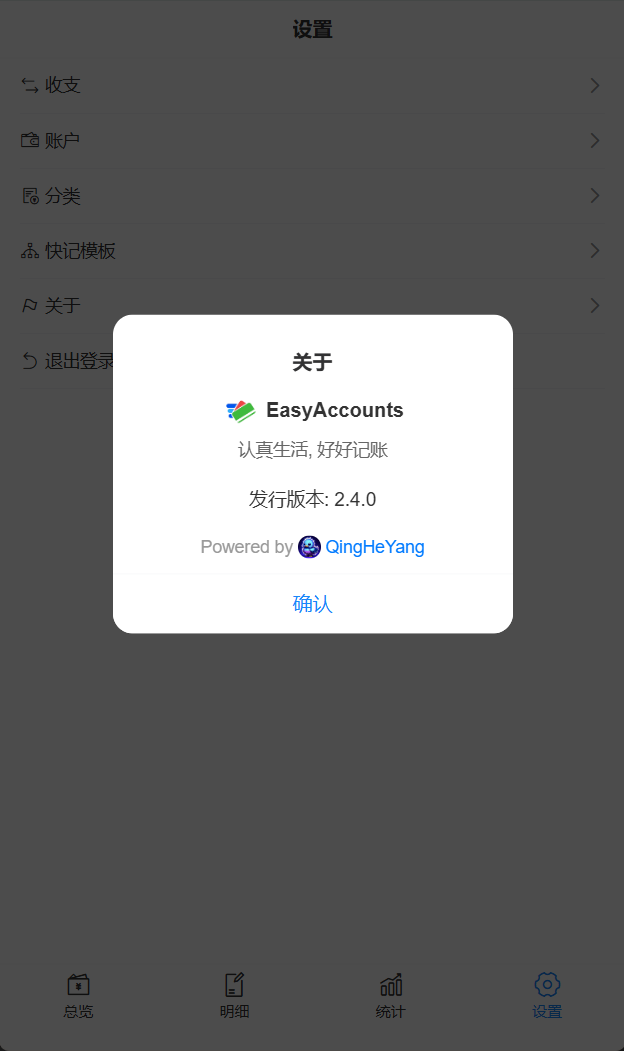 设置
收支
账户
分类
快记模板
关于
退出登录
关于
EasyAccounts
认真生活, 好好记账
发行版本: 2.4.0
Powered by QingHeYang
确认
总览
明细
统计
设置